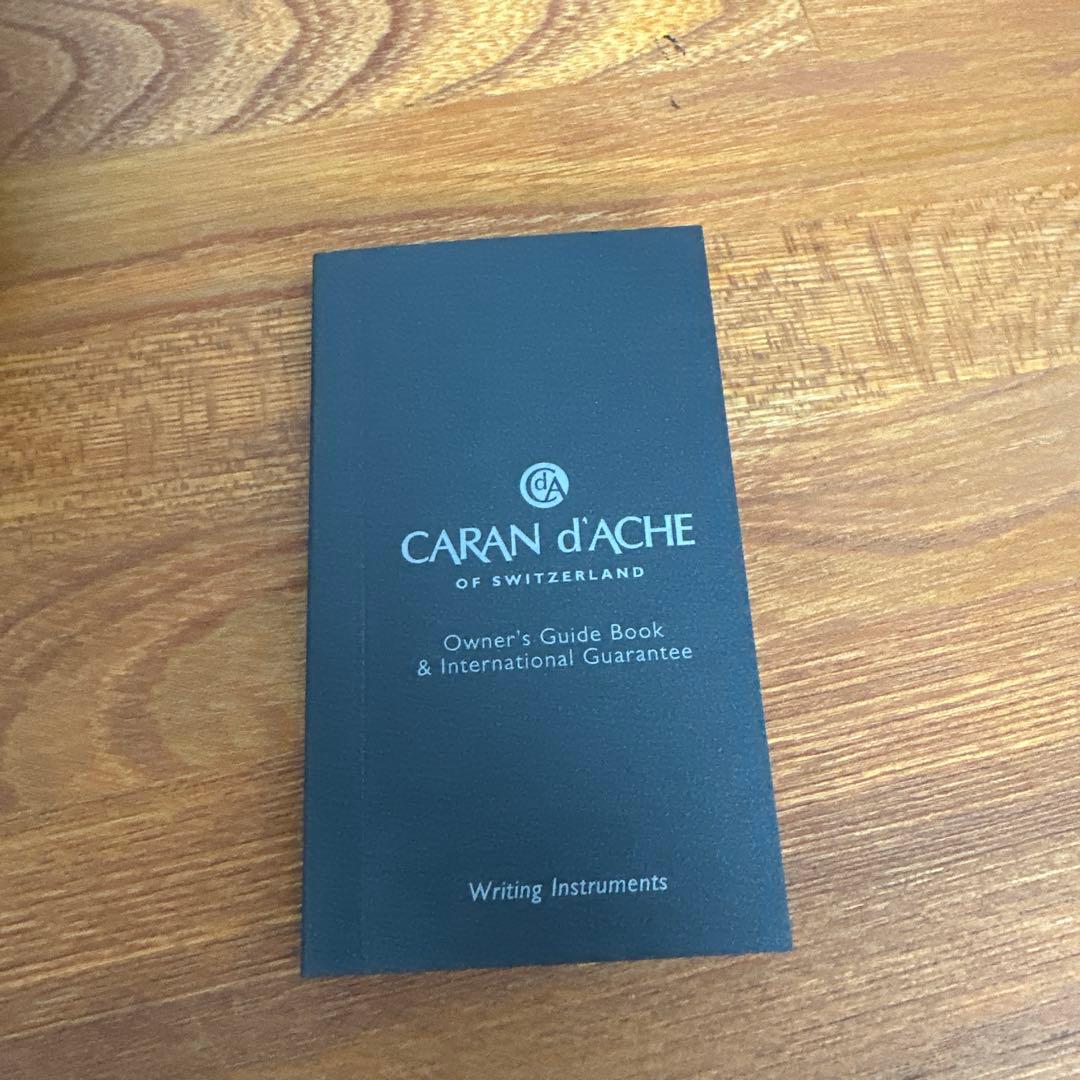 CdA
CARAN d'ACHE
OF SWITZERLAND
Owner's Guide Book
& International Guarantee
Writing Instruments